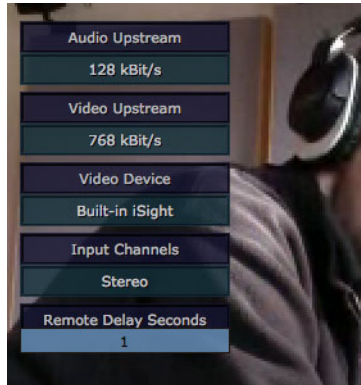 Audio Upstream
128 kBit/s
Video Upstream
768 kBit/s
Video Device
Built-in iSight
Input Channels
Stereo
Remote Delay Seconds
1